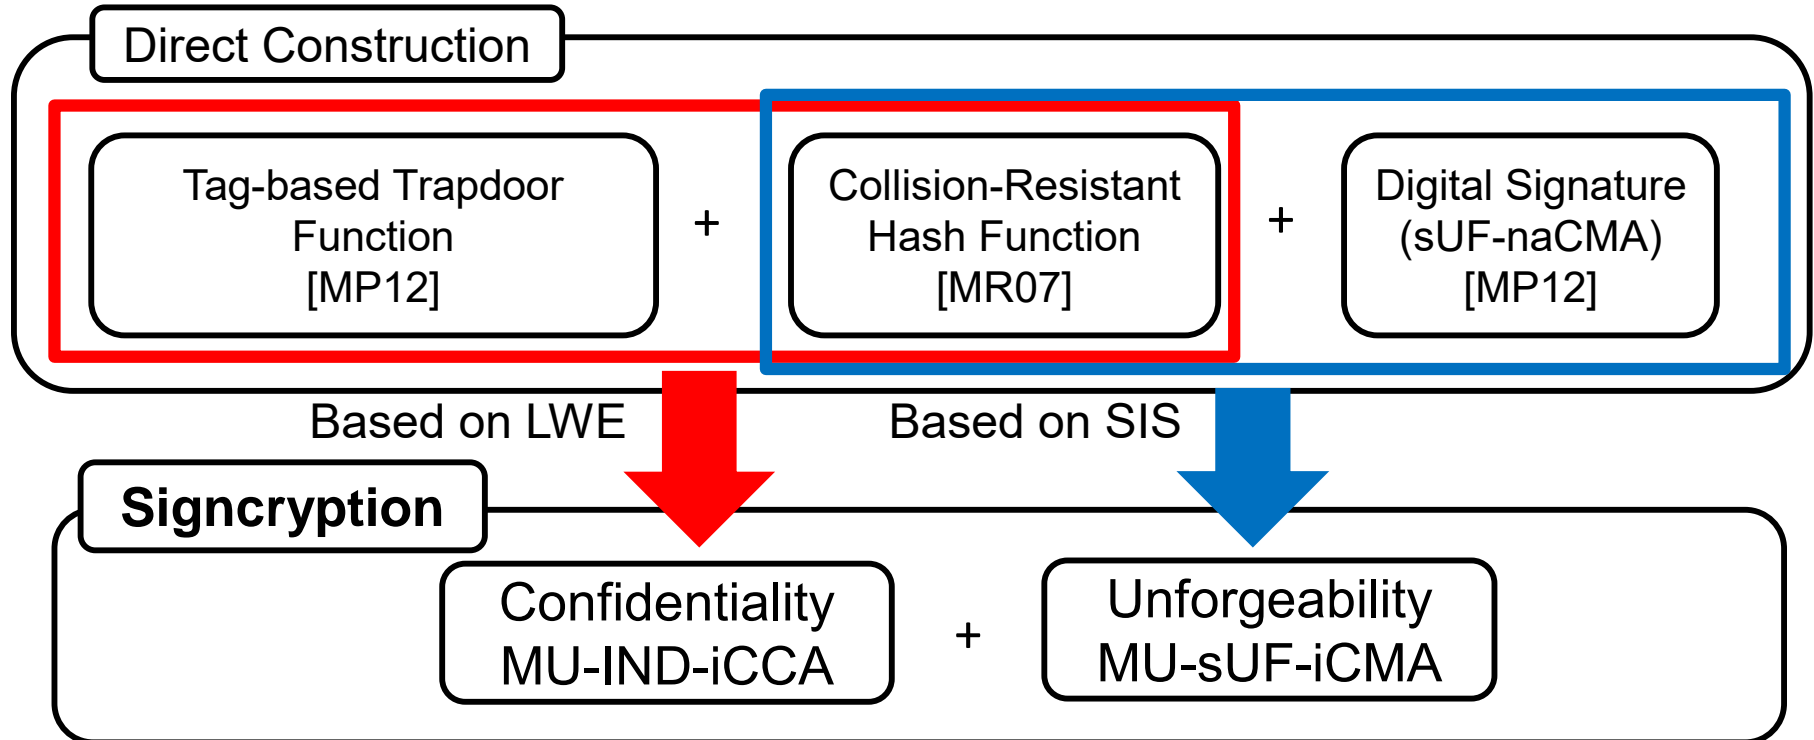 Direct Construction
Tag-based Trapdoor
Function
[MP12]
+
Collision-Resistant
Hash Function
[MR07]
+
Digital Signature
(sUF-naCMA)
[MP12]
Based on LWE
Based on SIS
Signcryption
Confidentiality
MU-IND-iCCA
+
Unforgeability
MU-sUF-iCMA